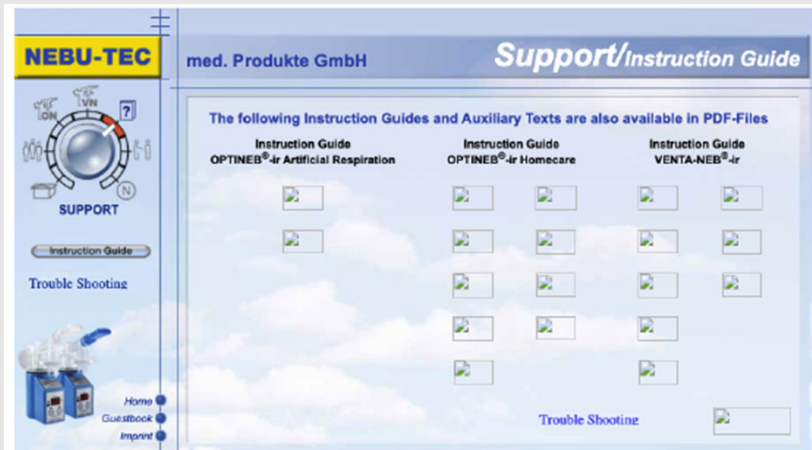 NEBU-TEC
med. Produkte GmbH
Support/Instruction Guide
ON
VN
?
N
SUPPORT
Instruction Guide
Trouble Shooting
The following Instruction Guides and Auxiliary Texts are also available in PDF-Files
Instruction Guide
OPTINEB®-ir Artificial Respiration
Instruction Guide
OPTINEB®-ir Homecare
Instruction Guide
VENTA-NEB®-ir
Trouble Shooting
Home
Guestbook
Imprint